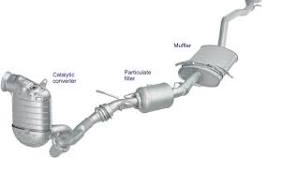 Muffler
Particulate
filter
Catalytic
converter